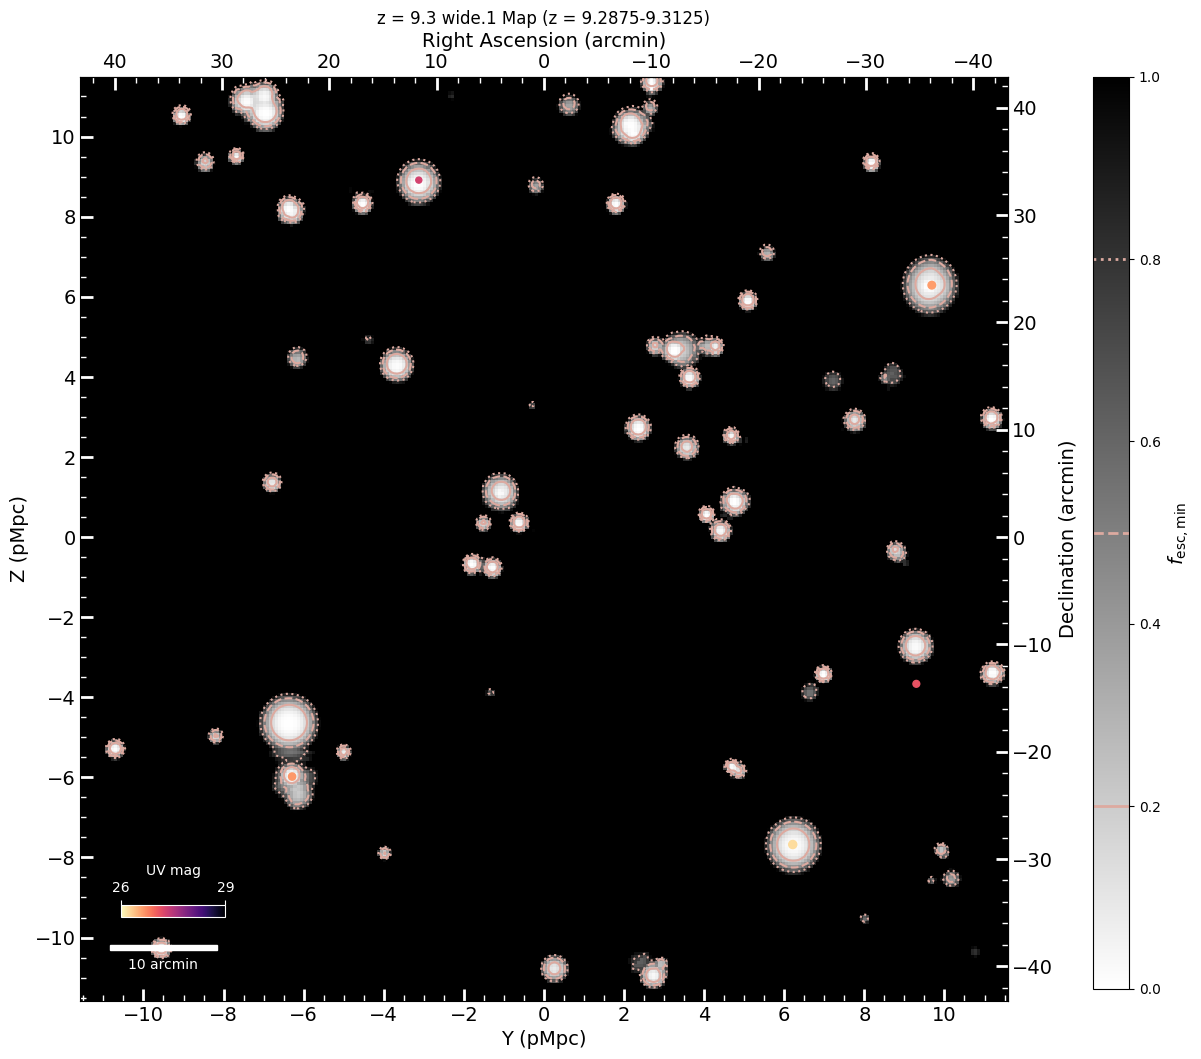 z = 9.3 wide.1 Map (z = 9.2875-9.3125)
Right Ascension (arcmin)
40 30 20 10 0 −10 −20 −30 −40
10
8
6
4
2
0
−2
−4
−6
−8
−10
Z (pMpc)
40
30
20
10
0
−10
−20
−30
−40
Declination (arcmin)
1.0
0.8
0.6
0.4
0.2
0.0
f_esc,min
UV mag
26 29
10 arcmin
−10 −8 −6 −4 −2 0 2 4 6 8 10
Y (pMpc)